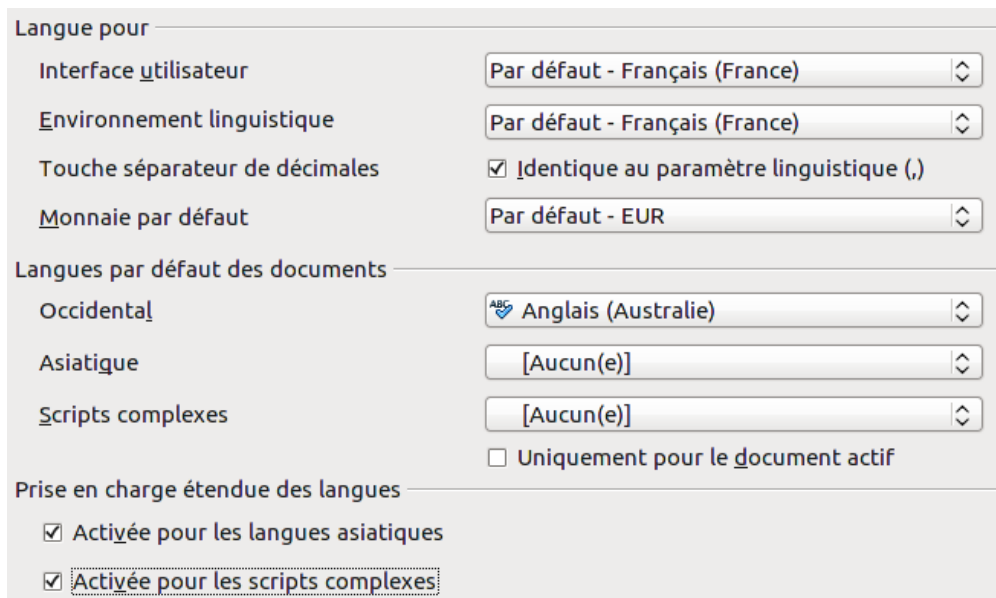 Langue pour
Interface utilisateur Par défaut - Français (France)
Environnement linguistique Par défaut - Français (France)
Touche séparateur de décimales Identique au paramètre linguistique (,)
Monnaie par défaut Par défaut - EUR
Langues par défaut des documents
Occidental ABC Anglais (Australie)
Asiatique [Aucun(e)]
Scripts complexes [Aucun(e)]
Uniquement pour le document actif
Prise en charge étendue des langues
Activée pour les langues asiatiques
Activée pour les scripts complexes